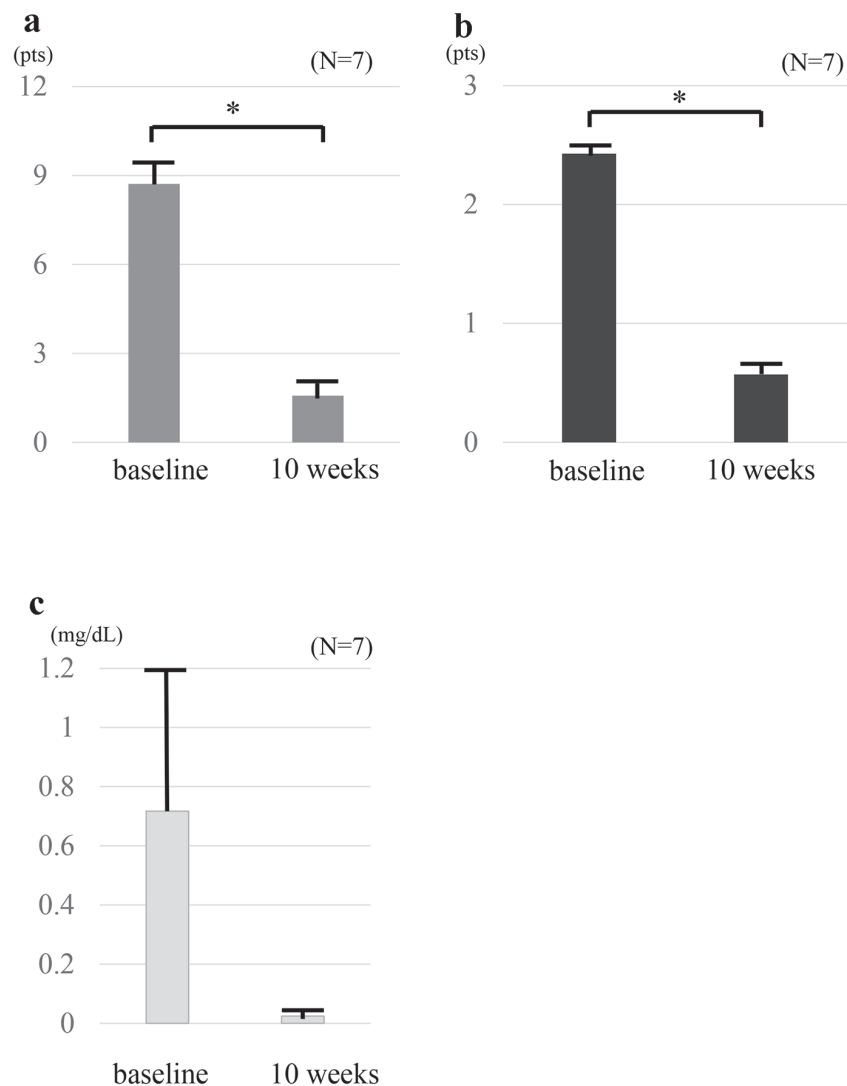 a
(pts)
(N=7)
12
*
9
6
3
0
baseline
10 weeks
b
(pts)
(N=7)
3
*
2
1
0
baseline
10 weeks
c
(mg/dL)
(N=7)
1.2
1
0.8
0.6
0.4
0.2
0
baseline
10 weeks